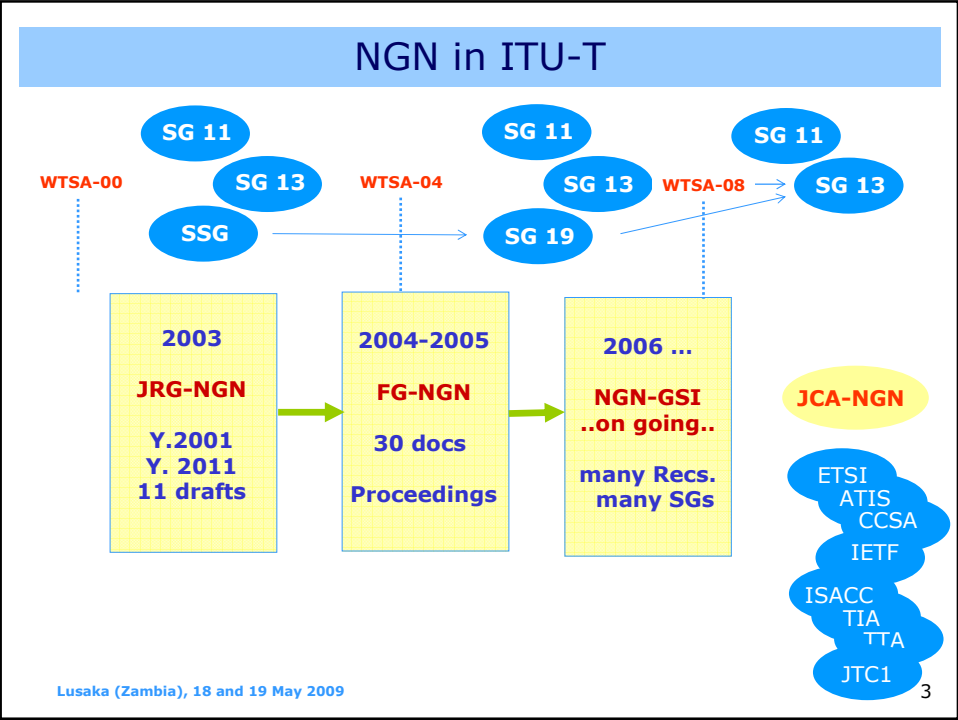 NGN in ITU-T
SG 11
SG 11
SG 11
WTSA-00
SG 13
WTSA-04
SG 13
WTSA-08
SG 13
SSG
SG 19
2003
JRG-NGN
Y.2001
Y. 2011
11 drafts
2004-2005
FG-NGN
30 docs
Proceedings
2006 ...
NGN-GSI
..on going..
many Recs.
many SGs
JCA-NGN
ETSI
ATIS
CCSA
IETF
ISACC
TIA
TTA
JTC1
Lusaka (Zambia), 18 and 19 May 2009
3